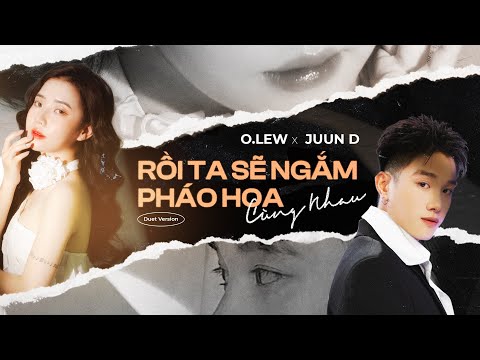 O.LEW x JUUN D
RỒI TA SẼ NGẮM
PHÁO HOA
Cùng Nhau
Duet Version